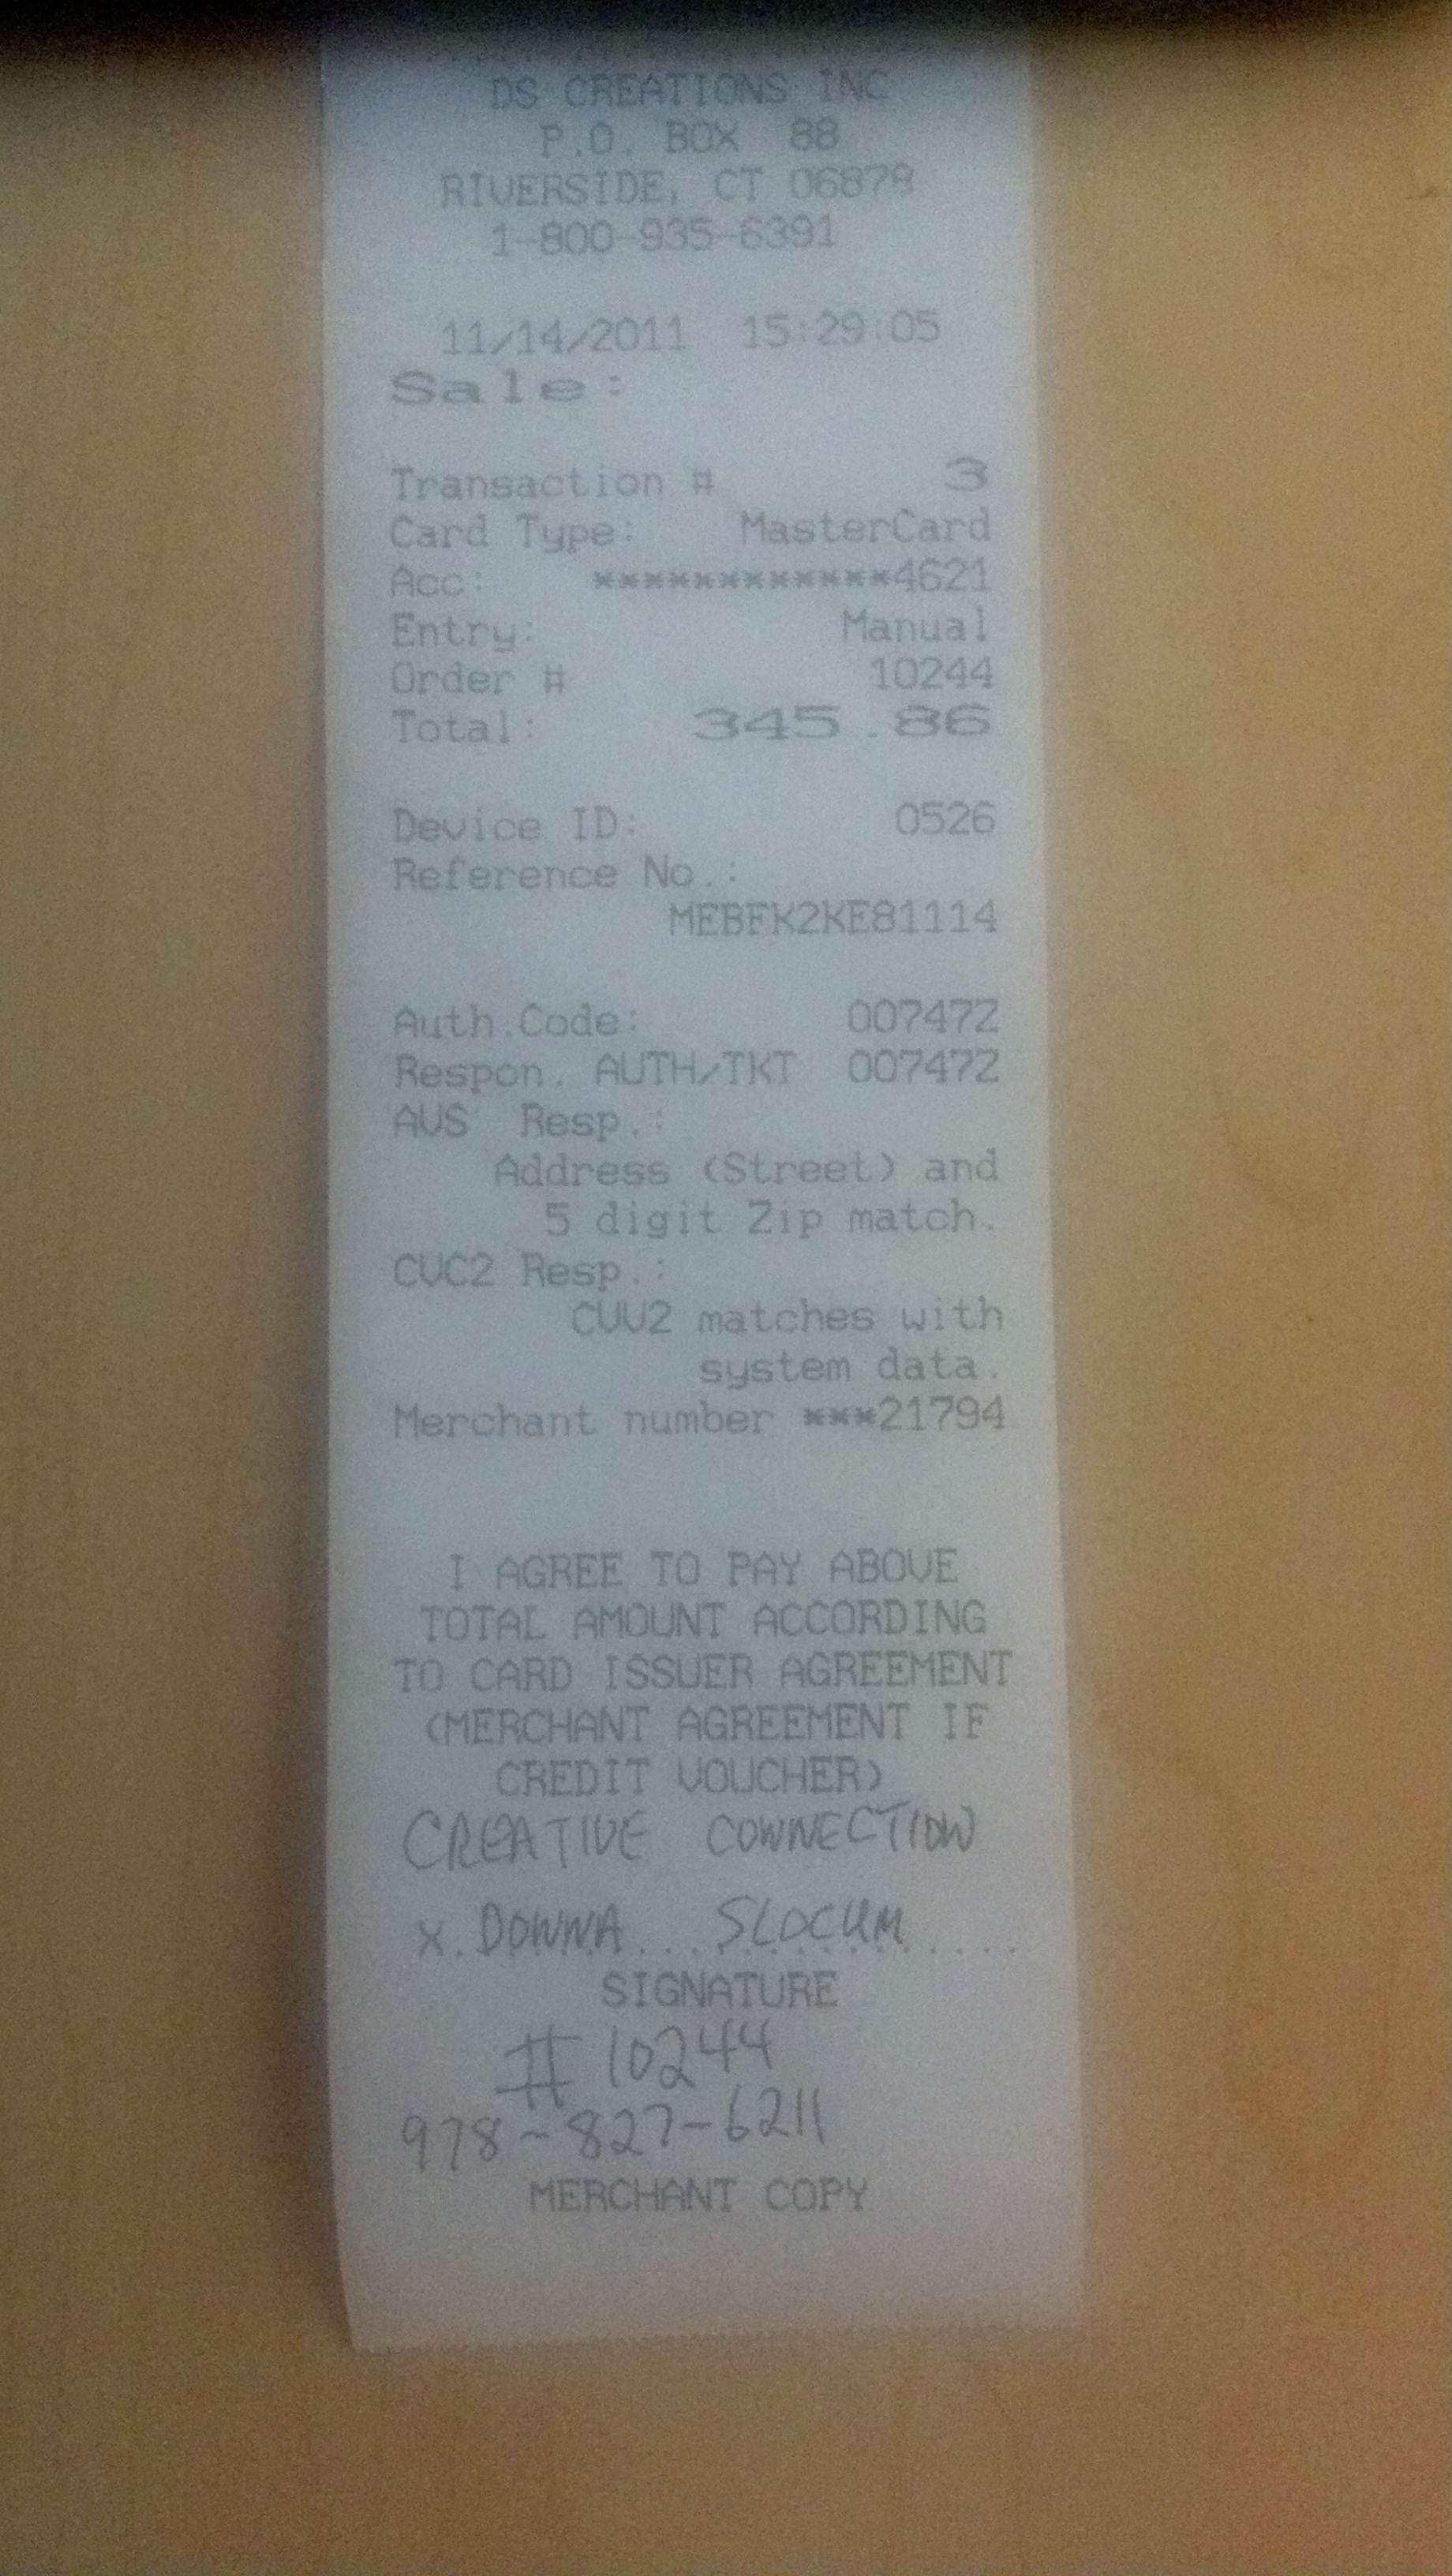 DS CREATIONS INC
P.O. BOX 88
RIVERSIDE, CT 06878
1-800-935-6391
11/14/2011 15:29:05
Sale:
Transaction # 3
Card Type: MasterCard
Acc: ************4621
Entry: Manual
Order # 10244
Total: 345.86
Device ID: 0526
Reference No.:
MEBFK2KE81114
Auth.Code: 00747Z
Respon. AUTH/TKT 00747Z
AVS Resp.:
Address (Street) and
5 digit Zip match.
CVC2 Resp.:
CVV2 matches with
system data.
Merchant number ***21794
I AGREE TO PAY ABOVE
TOTAL AMOUNT ACCORDING
TO CARD ISSUER AGREEMENT
(MERCHANT AGREEMENT IF
CREDIT VOUCHER)
CREATIVE CONNECTION
X. DONNA SLOCUM
SIGNATURE
# 10244
978-827-6211
MERCHANT COPY